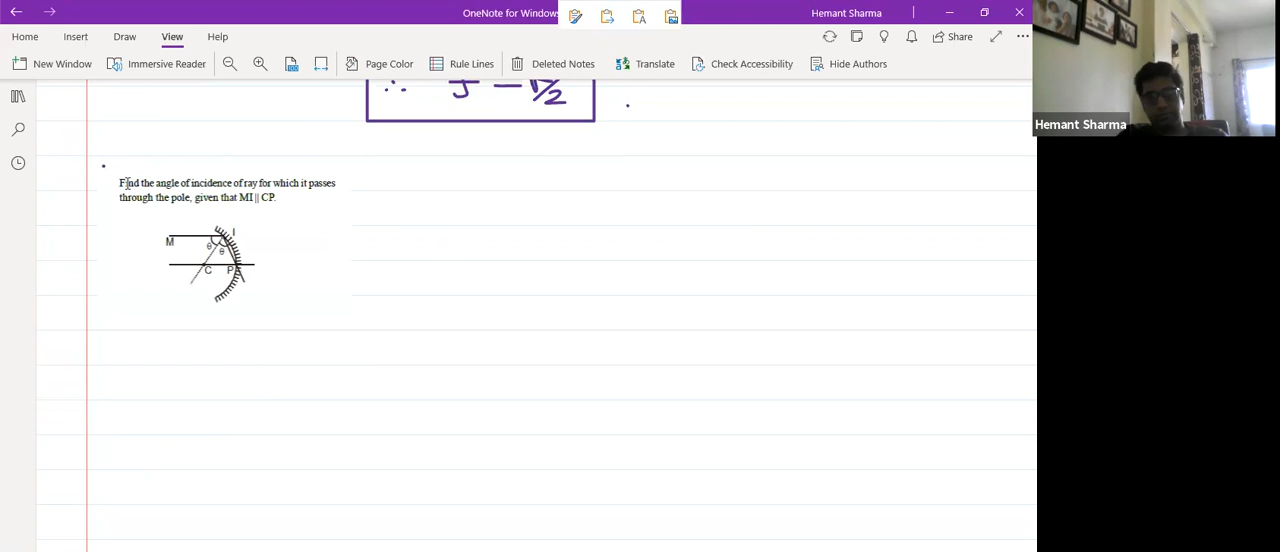 OneNote for Windows
Hemant Sharma
Home Insert Draw View Help
Share
New Window Immersive Reader Page Color Rule Lines Deleted Notes Translate Check Accessibility Hide Authors
Hemant Sharma
Find the angle of incidence of ray for which it passes
through the pole, given that MI || CP.
I
M
θ
θ
C P